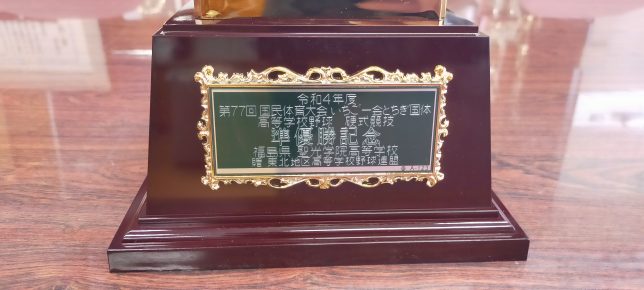 令和4年度
第77回 国民体育大会 いちご一会とちぎ国体
高等学校野球 硬式競技
準優勝記念
福島県 聖光学院高等学校
贈 東北地区高等学校野球連盟